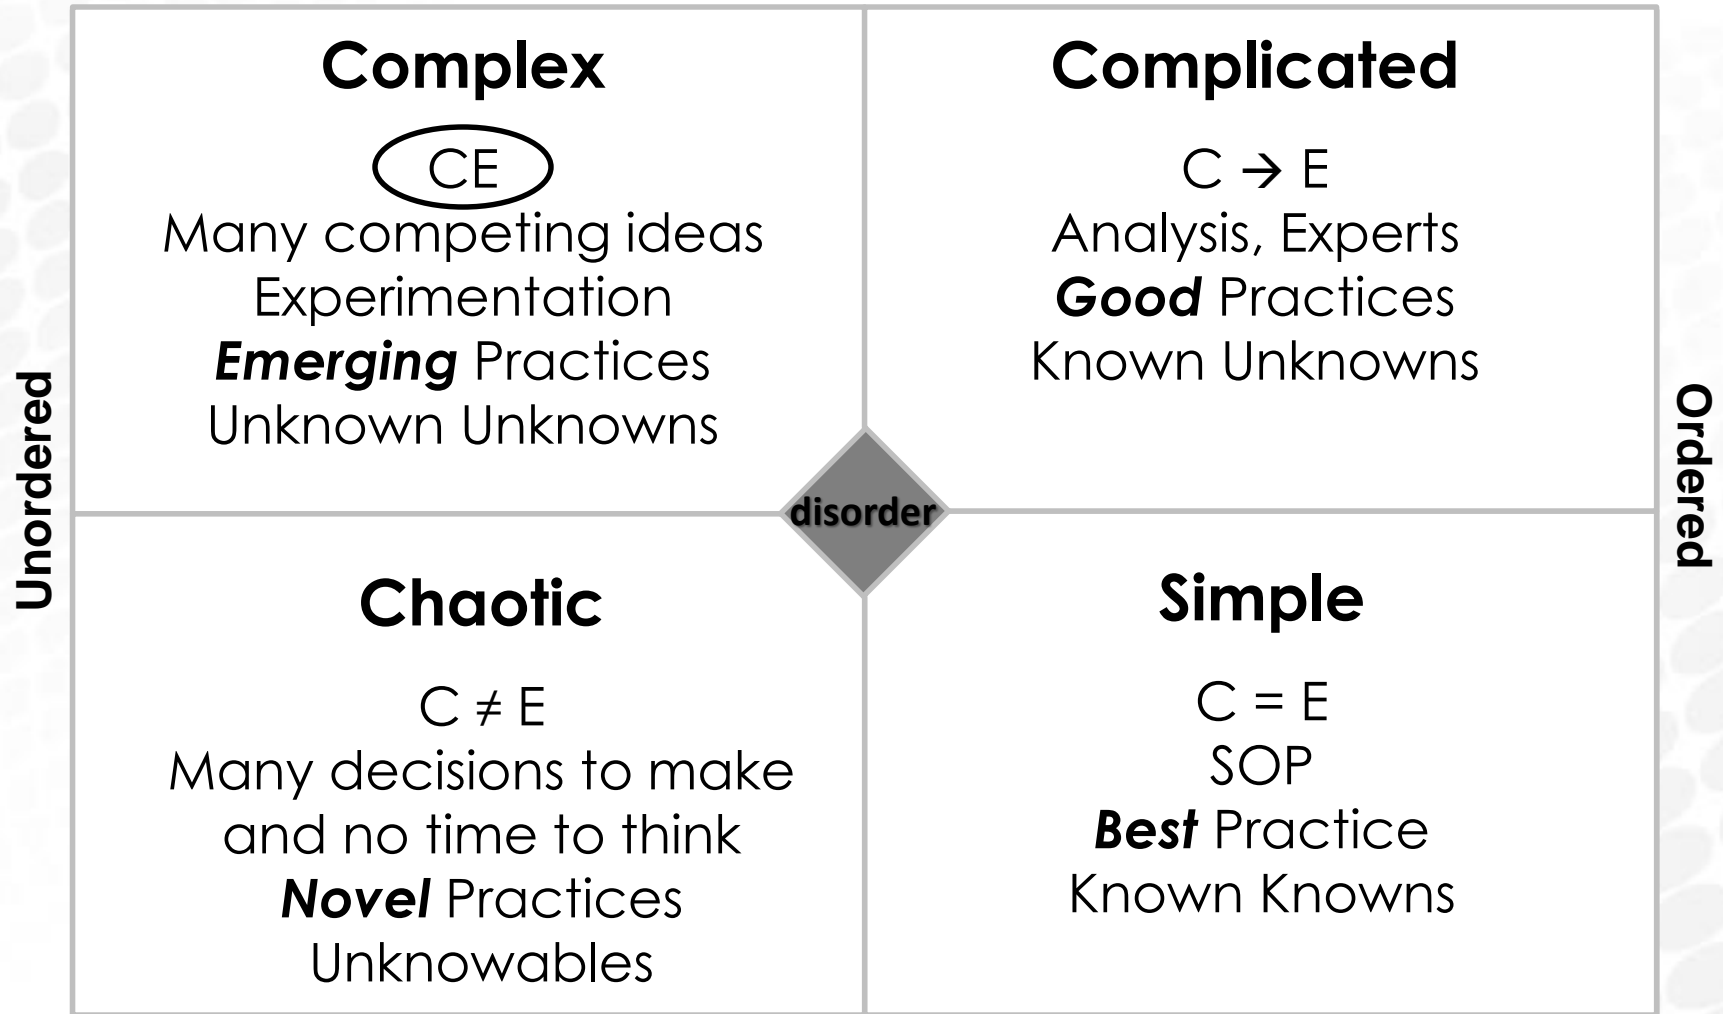 Unordered
Complex
CE
Many competing ideas
Experimentation
Emerging Practices
Unknown Unknowns
Complicated
C → E
Analysis, Experts
Good Practices
Known Unknowns
disorder
Chaotic
C ≠ E
Many decisions to make
and no time to think
Novel Practices
Unknowables
Simple
C = E
SOP
Best Practice
Known Knowns
Ordered